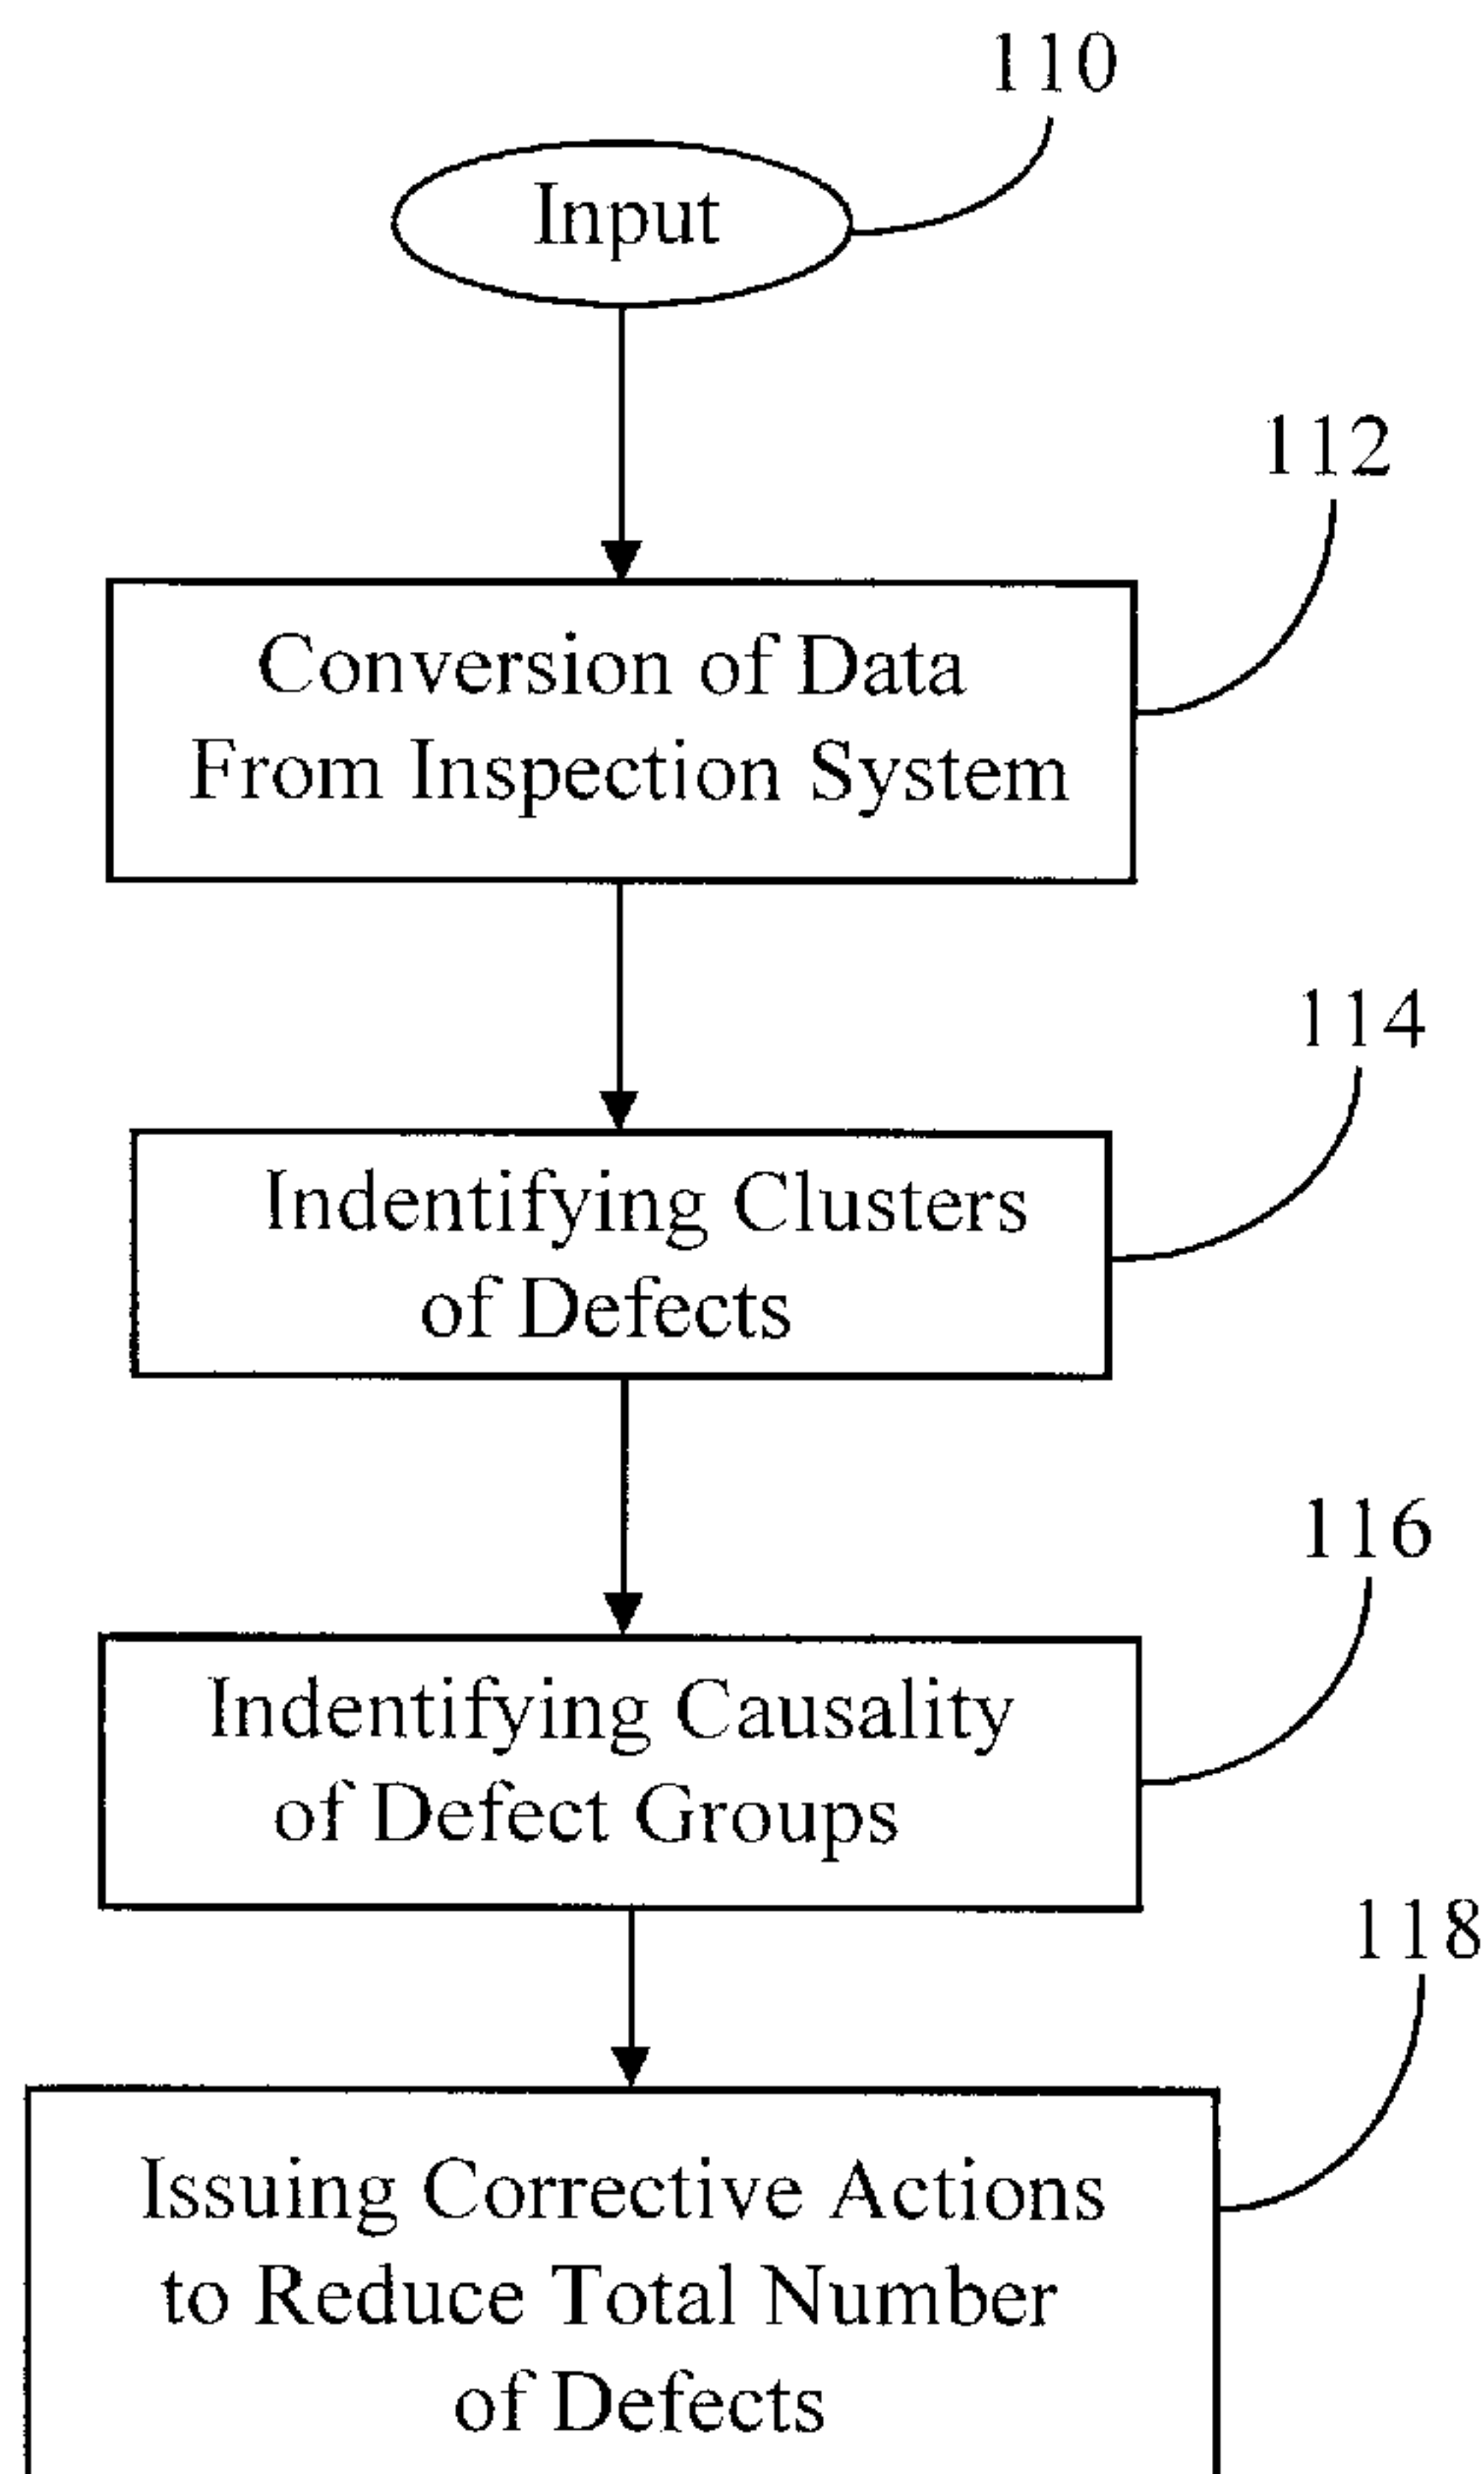 110
Input
112
Conversion of Data
From Inspection System
114
Indentifying Clusters
of Defects
116
Indentifying Causality
of Defect Groups
118
Issuing Corrective Actions
to Reduce Total Number
of Defects